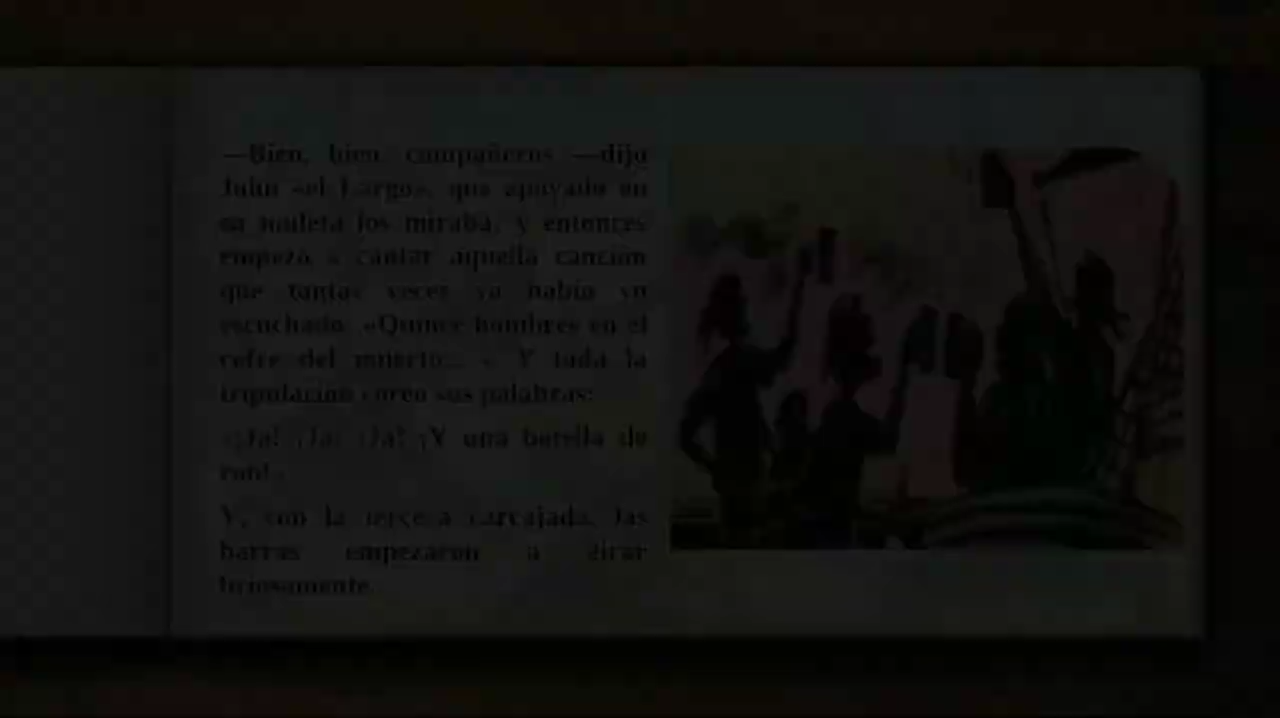 —Bien, bien, compañeros —dijo
John «el Largo», que apoyado en
su muleta los miraba, y entonces
empezó a cantar aquella canción
que tantas veces ya había yo
escuchado: «Quince hombres en el
cofre del muerto... » Y toda la
tripulación coreó sus palabras:
«¡Ja! ¡Ja! ¡Ja! ¡Y una botella de
ron!»
Y, con la tercera carcajada, las
barras empezaron a girar
briosamente.